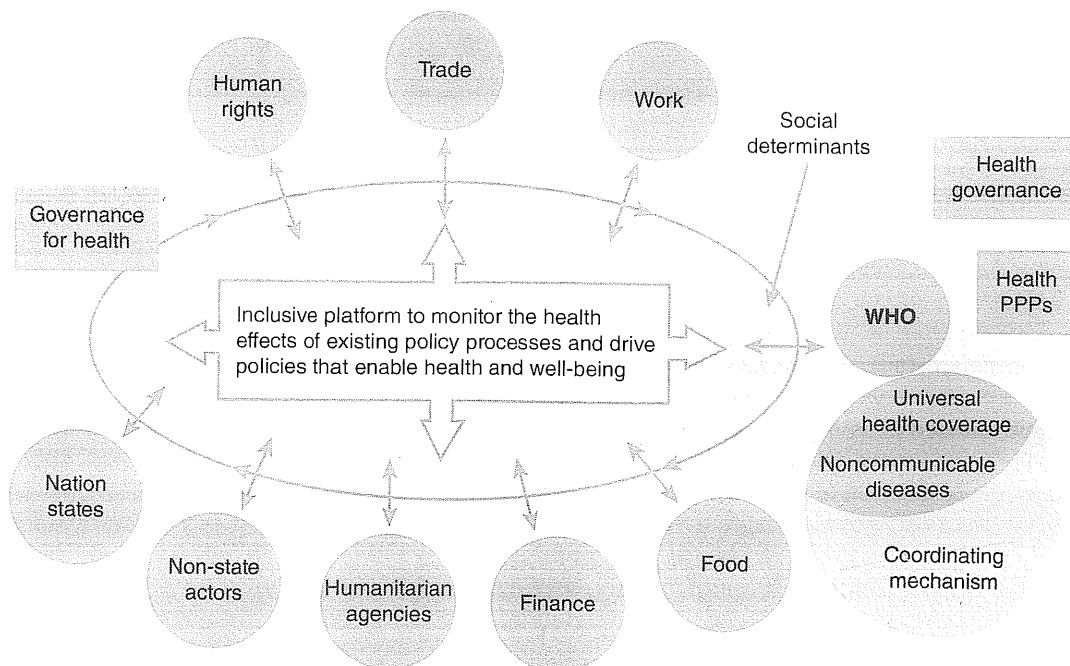 Human
rights
Trade
Work
Social
determinants
Health
governance
Governance
for health
Health
PPPs
Inclusive platform to monitor the health
effects of existing policy processes and drive
policies that enable health and well-being
WHO
Universal
health coverage
Noncommunicable
diseases
Coordinating
mechanism
Nation
states
Non-state
actors
Humanitarian
agencies
Finance
Food